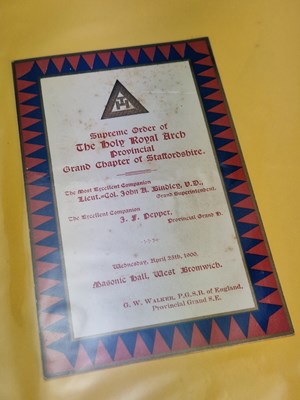 Supreme Order of
The Holy Royal Arch
Provincial
Grand Chapter of Staffordshire.
The Most Excellent Companion
Lieut.-Col. John A. Bindley, V.D.,
Grand Superintendent.
The Excellent Companion
J. F. Pepper, Provincial Grand H.
Wednesday, April 25th, 1900.
Masonic Hall, West Bromwich.
G. W. Walker, P.G.S.B. of England,
Provincial Grand S.E.